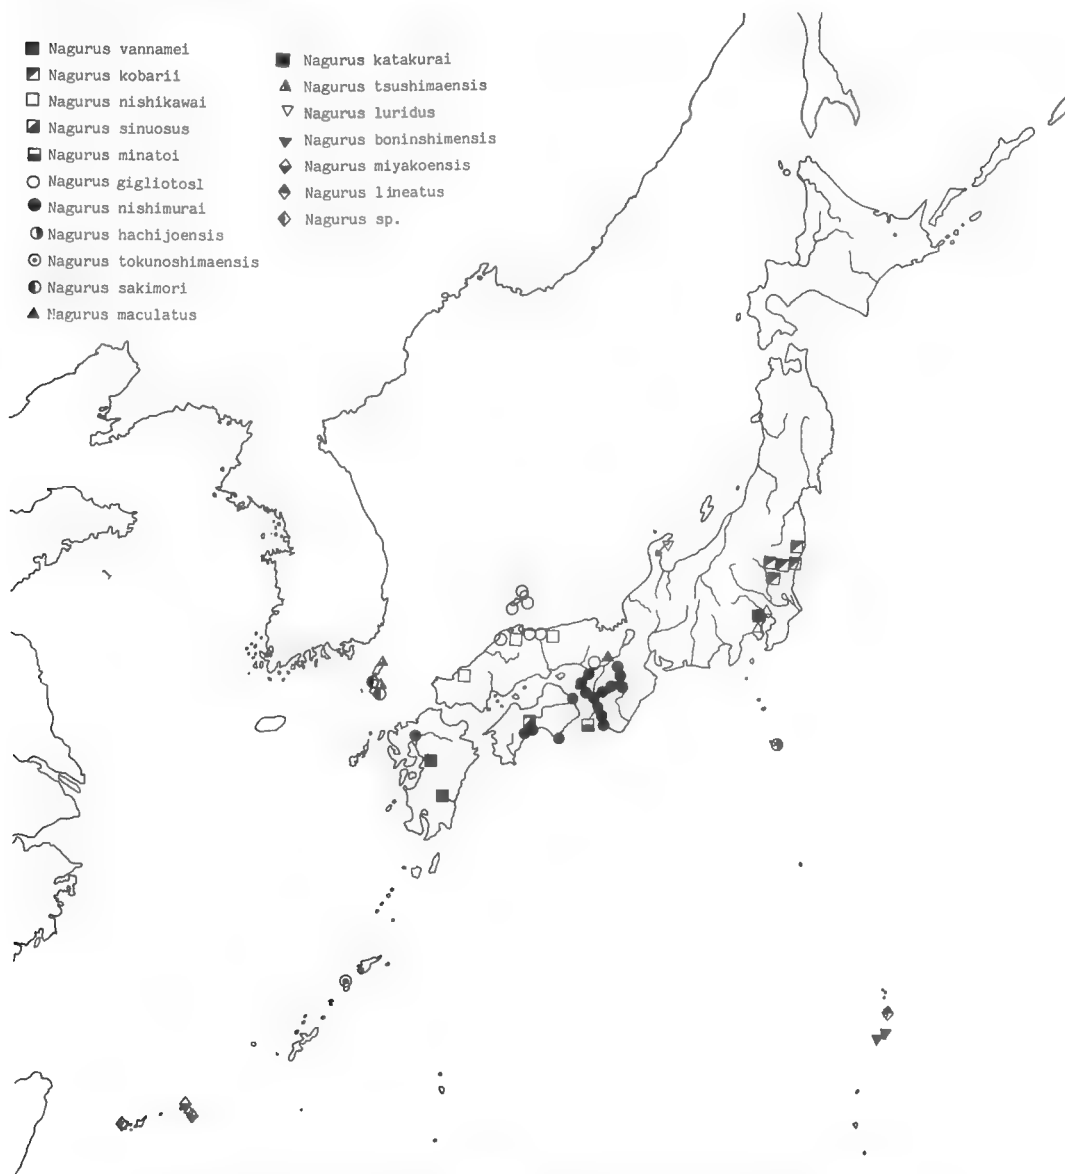 Nagurus vannamei
Nagurus kobarii
Nagurus nishikawai
Nagurus sinuosus
Nagurus minatoi
Nagurus gigliotosl
Nagurus nishimurai
Nagurus hachijoensis
Nagurus tokunoshimaensis
Nagurus sakimori
Nagurus maculatus
Nagurus katakurai
Nagurus tsushimaensis
Nagurus luridus
Nagurus boninshimensis
Nagurus miyakoensis
Nagurus lineatus
Nagurus sp.